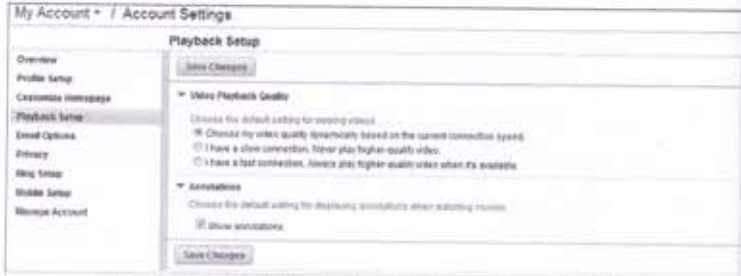 My Account / Account Settings
Playback Setup
Overview
Profile Setup
Customize Homepage
Playback Setup
Email Options
Privacy
Blog Setup
Mobile Setup
Manage Account
Save Changes
Video Playback Quality
Choose the default setting for viewing videos
Choose my video quality dynamically based on the current connection speed.
I have a slow connection. Never play higher-quality video.
I have a fast connection. Always play higher-quality video when it's available.
Annotations
Choose the default setting for displaying annotations when watching movies.
Show annotations
Save Changes